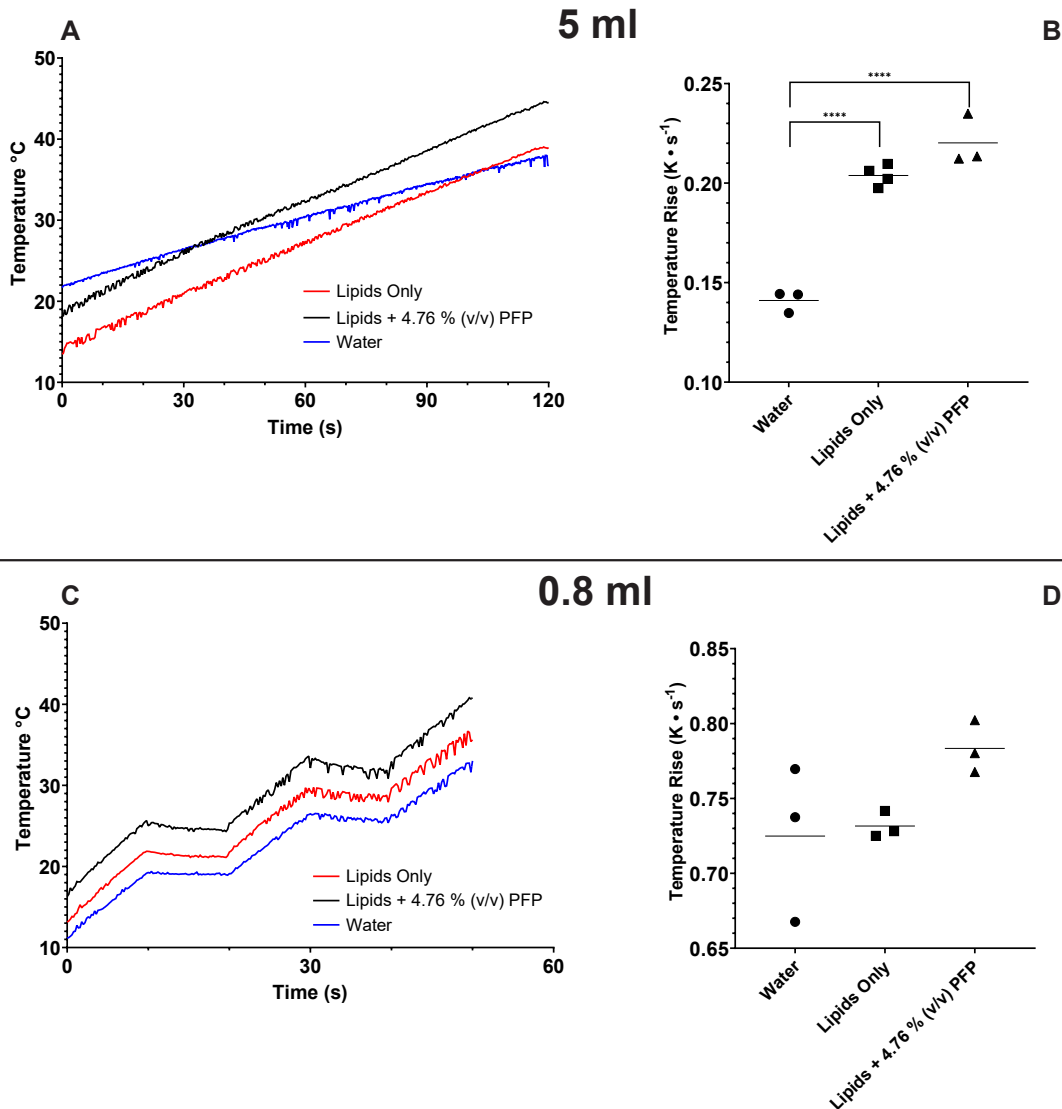 A
5 ml
B
50
40
30
20
10
Temperature °C
0
30
60
90
120
Time (s)
Lipids Only
Lipids + 4.76 % (v/v) PFP
Water
0.25
0.20
0.15
0.10
Temperature Rise (K • s-1)
****
****
Water
Lipids Only
Lipids + 4.76 % (v/v) PFP
C
0.8 ml
D
50
40
30
20
10
Temperature °C
0
30
60
Time (s)
Lipids Only
Lipids + 4.76 % (v/v) PFP
Water
0.85
0.80
0.75
0.70
0.65
Temperature Rise (K • s-1)
Water
Lipids Only
Lipids + 4.76 % (v/v) PFP